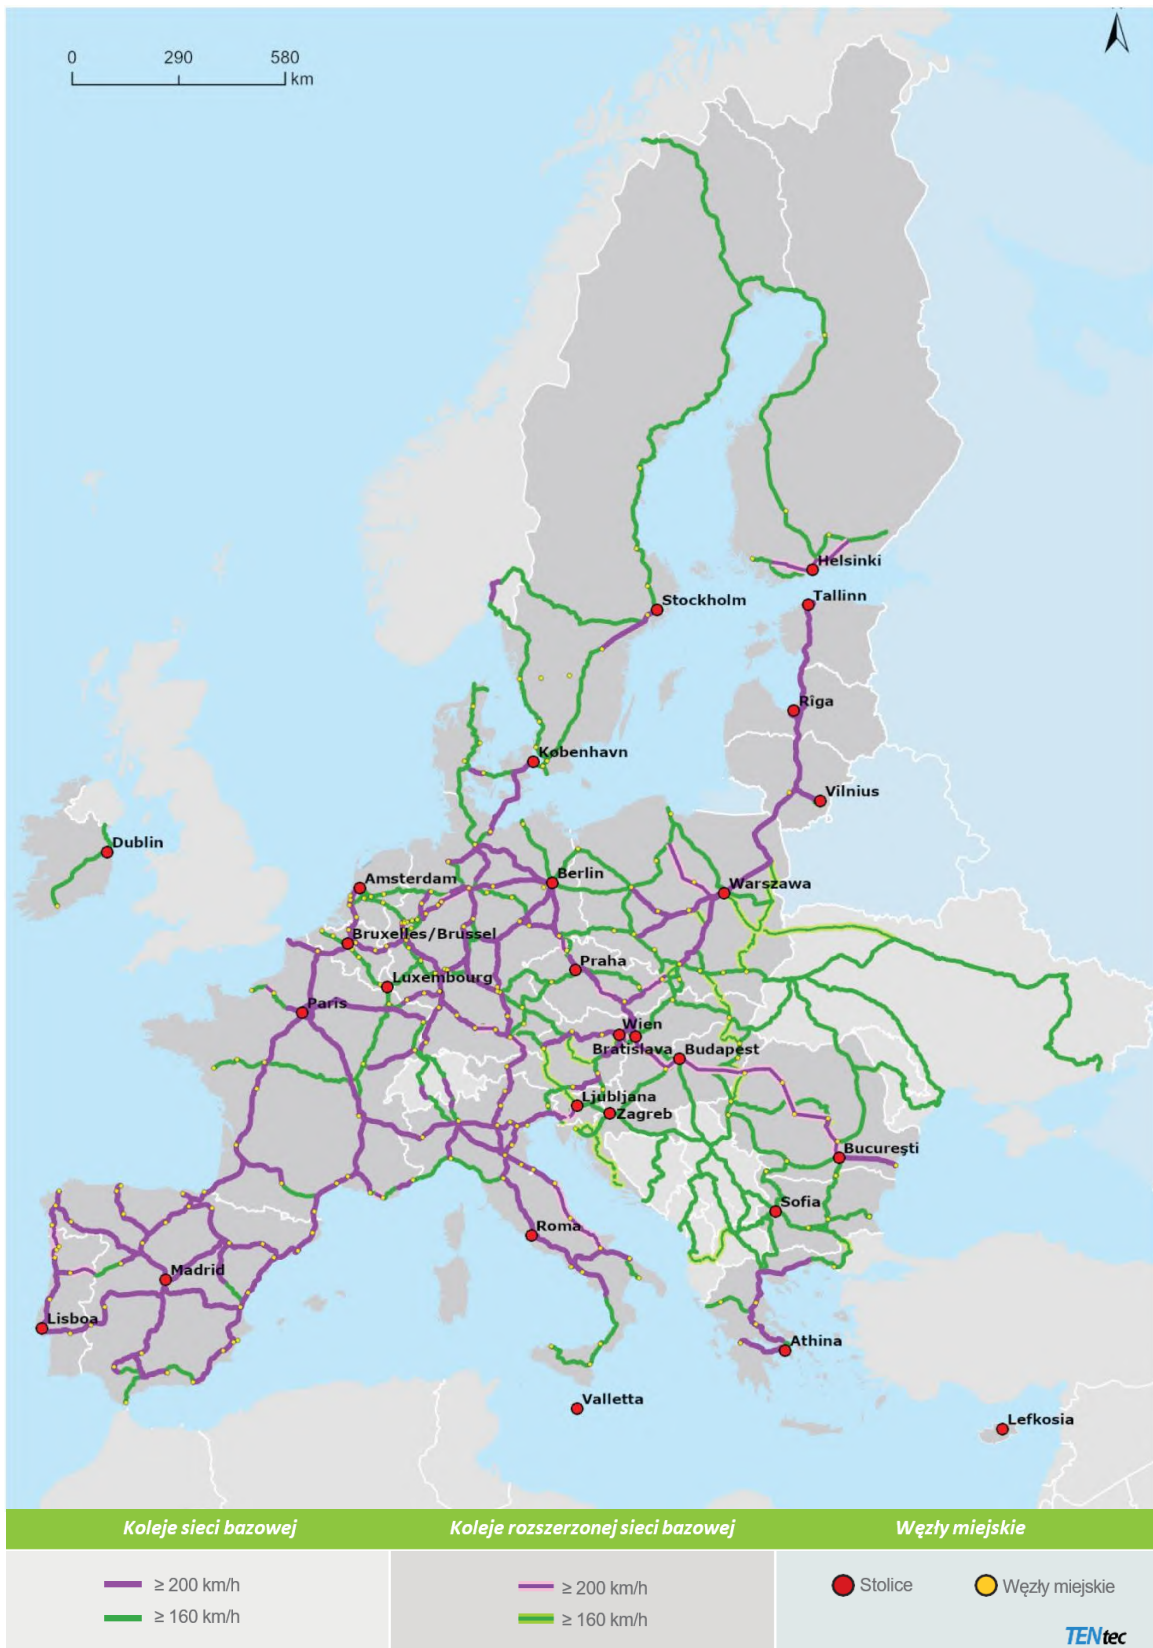 0 290 580
km
Helsinki
Tallinn
Stockholm
Rīga
København
Vilnius
Dublin
Berlin
Amsterdam
Warszawa
Bruxelles/Brussel
Praha
Luxembourg
Paris
Wien
Bratislava
Budapest
Ljubljana
Zagreb
București
Sofia
Roma
Madrid
Lisboa
Athina
Valletta
Lefkosia
Koleje sieci bazowej
Koleje rozszerzonej sieci bazowej
Węzły miejskie
≥ 200 km/h
≥ 160 km/h
≥ 200 km/h
≥ 160 km/h
Stolice
Węzły miejskie
TENtec